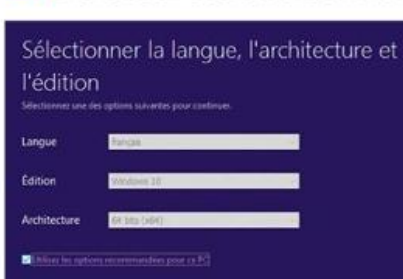 Sélectionner la langue, l'architecture et
l'édition
Sélectionnez une des options suivantes pour continuer.
Langue
Français
Édition
Windows 10
Architecture
64 bits (x64)
Utilisez les options recommandées pour ce PC